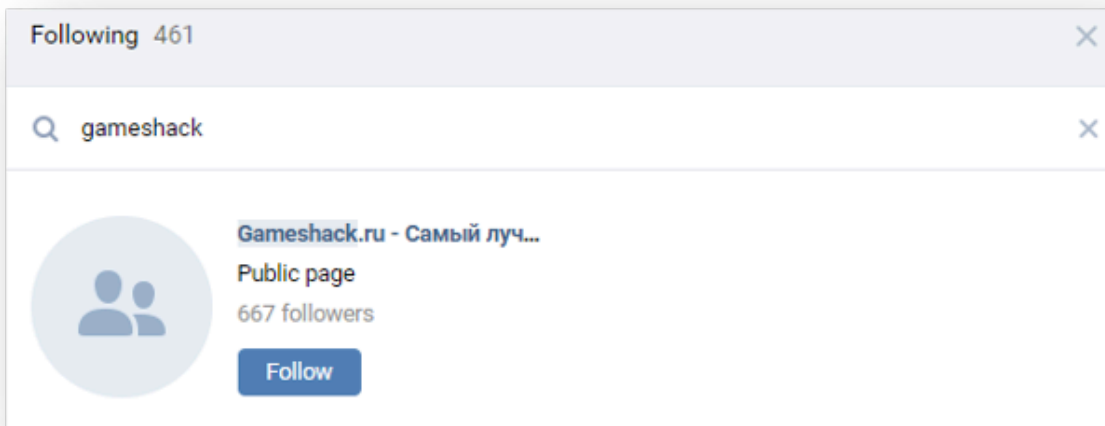 Following 461
gameshack
Gameshack.ru - Самый луч...
Public page
667 followers
Follow